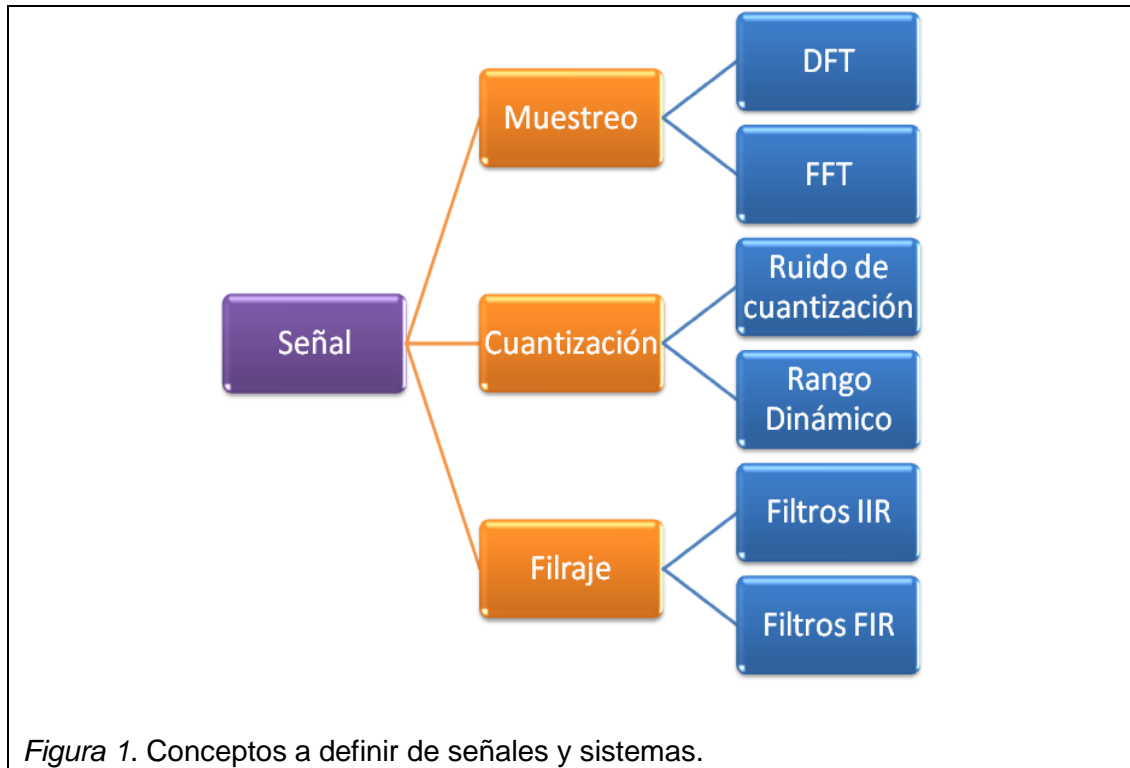 Señal
Muestreo
DFT
FFT
Cuantización
Ruido de
cuantización
Rango
Dinámico
Filraje
Filtros IIR
Filtros FIR
Figura 1. Conceptos a definir de señales y sistemas.